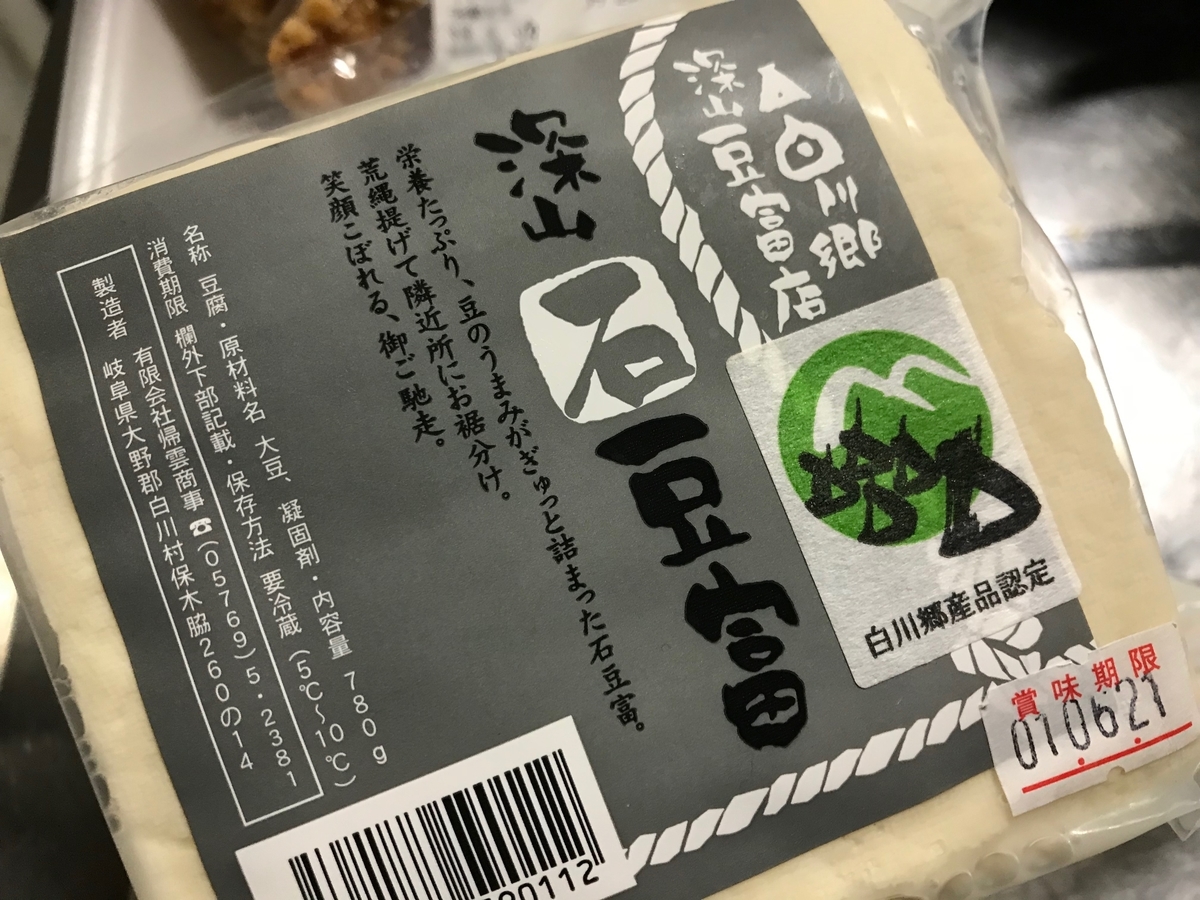 白川郷
深山豆富店
深山
石
豆富
栄養たっぷり、豆のうまみがぎゅっと詰まった石豆富。
荒縄提げて隣近所にお裾分け。
笑顔こぼれる、御ご馳走。
名称 豆腐・原材料名 大豆、凝固剤・内容量 780g
消費期限 欄外下部記載・保存方法 要冷蔵(5℃~10℃)
製造者 有限会社帰雲商事 ☎(05769)5・2381
岐阜県大野郡白川村保木脇260の14
白川郷産品認定
賞味期限
010621